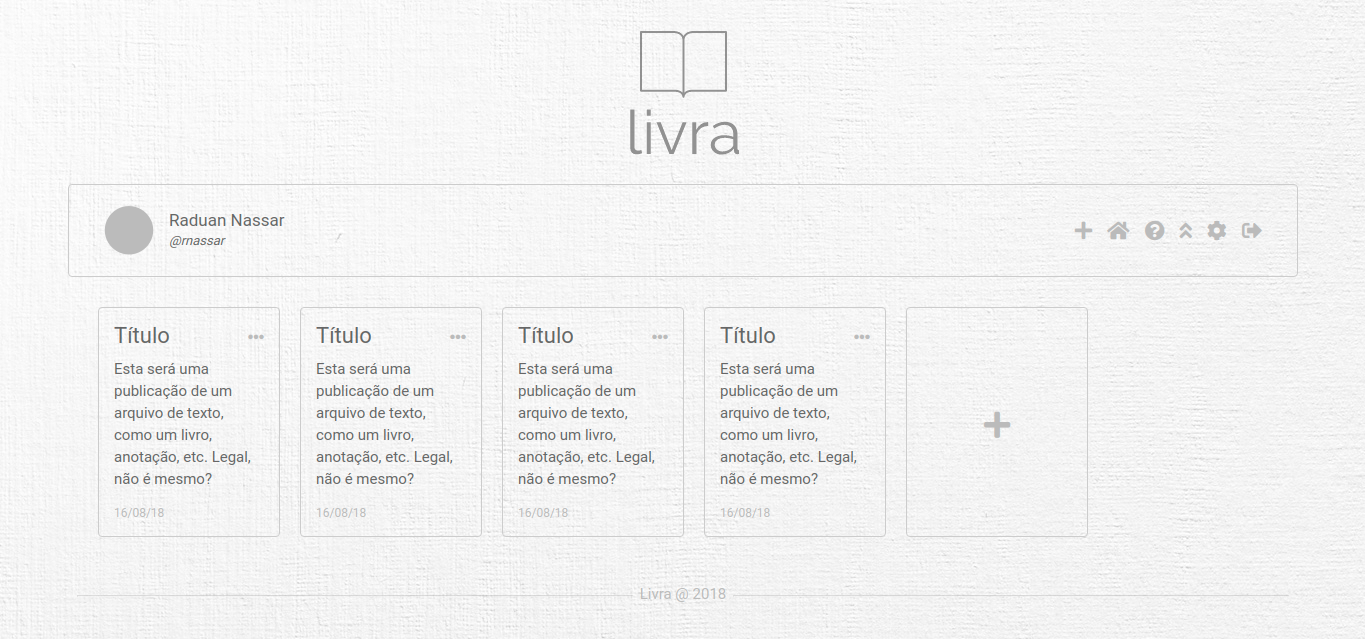 livra
Raduan Nassar
@rnassar
Título
Esta será uma
publicação de um
arquivo de texto,
como um livro,
anotação, etc. Legal,
não é mesmo?
16/08/18
Título
Esta será uma
publicação de um
arquivo de texto,
como um livro,
anotação, etc. Legal,
não é mesmo?
16/08/18
Título
Esta será uma
publicação de um
arquivo de texto,
como um livro,
anotação, etc. Legal,
não é mesmo?
16/08/18
Título
Esta será uma
publicação de um
arquivo de texto,
como um livro,
anotação, etc. Legal,
não é mesmo?
16/08/18
Livra @ 2018